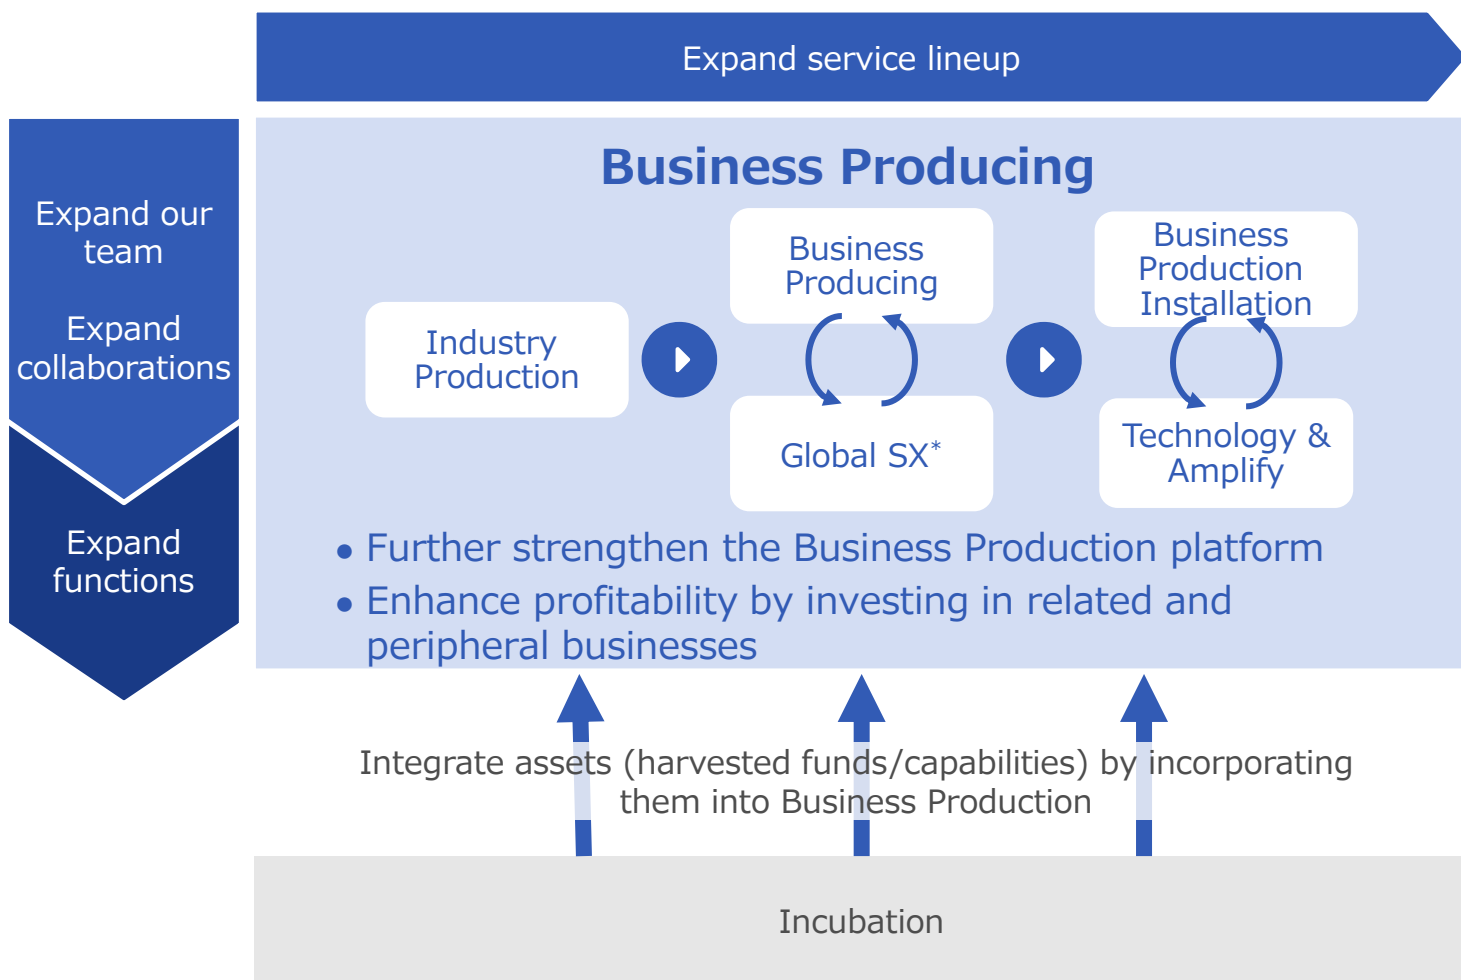 Expand service lineup
Expand our
team
Expand
collaborations
Expand
functions
Business Producing
Industry
Production
Business
Producing
Global SX*
Business
Production
Installation
Technology &
Amplify
• Further strengthen the Business Production platform
• Enhance profitability by investing in related and
peripheral businesses
Integrate assets (harvested funds/capabilities) by incorporating
them into Business Production
Incubation